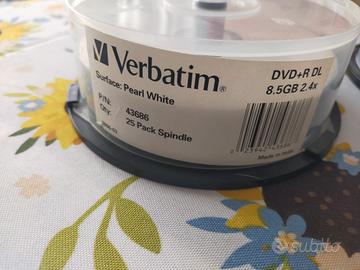 Verbatim®
DVD+R DL
8.5GB 2.4x
Surface: Pearl White
P/N: 43686
Qty: 25 Pack Spindle
Made in
subito